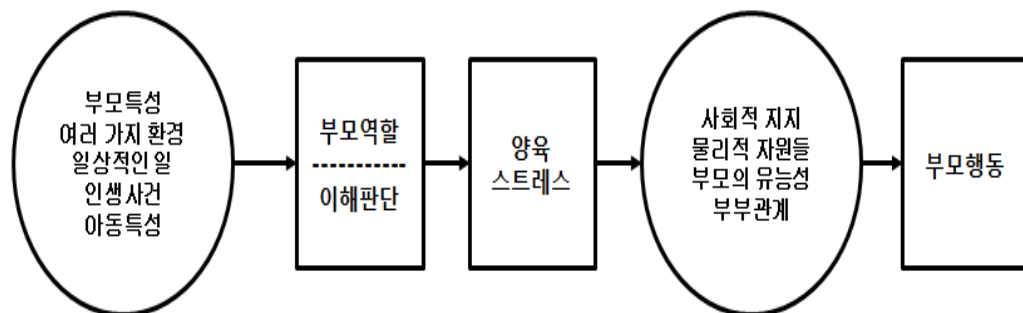 부모특성
여러 가지 환경
일상적인 일
인생 사건
아동특성
부모역할
이해판단
양육
스트레스
사회적 지지
물리적 자원들
부모의 유능성
부부관계
부모행동